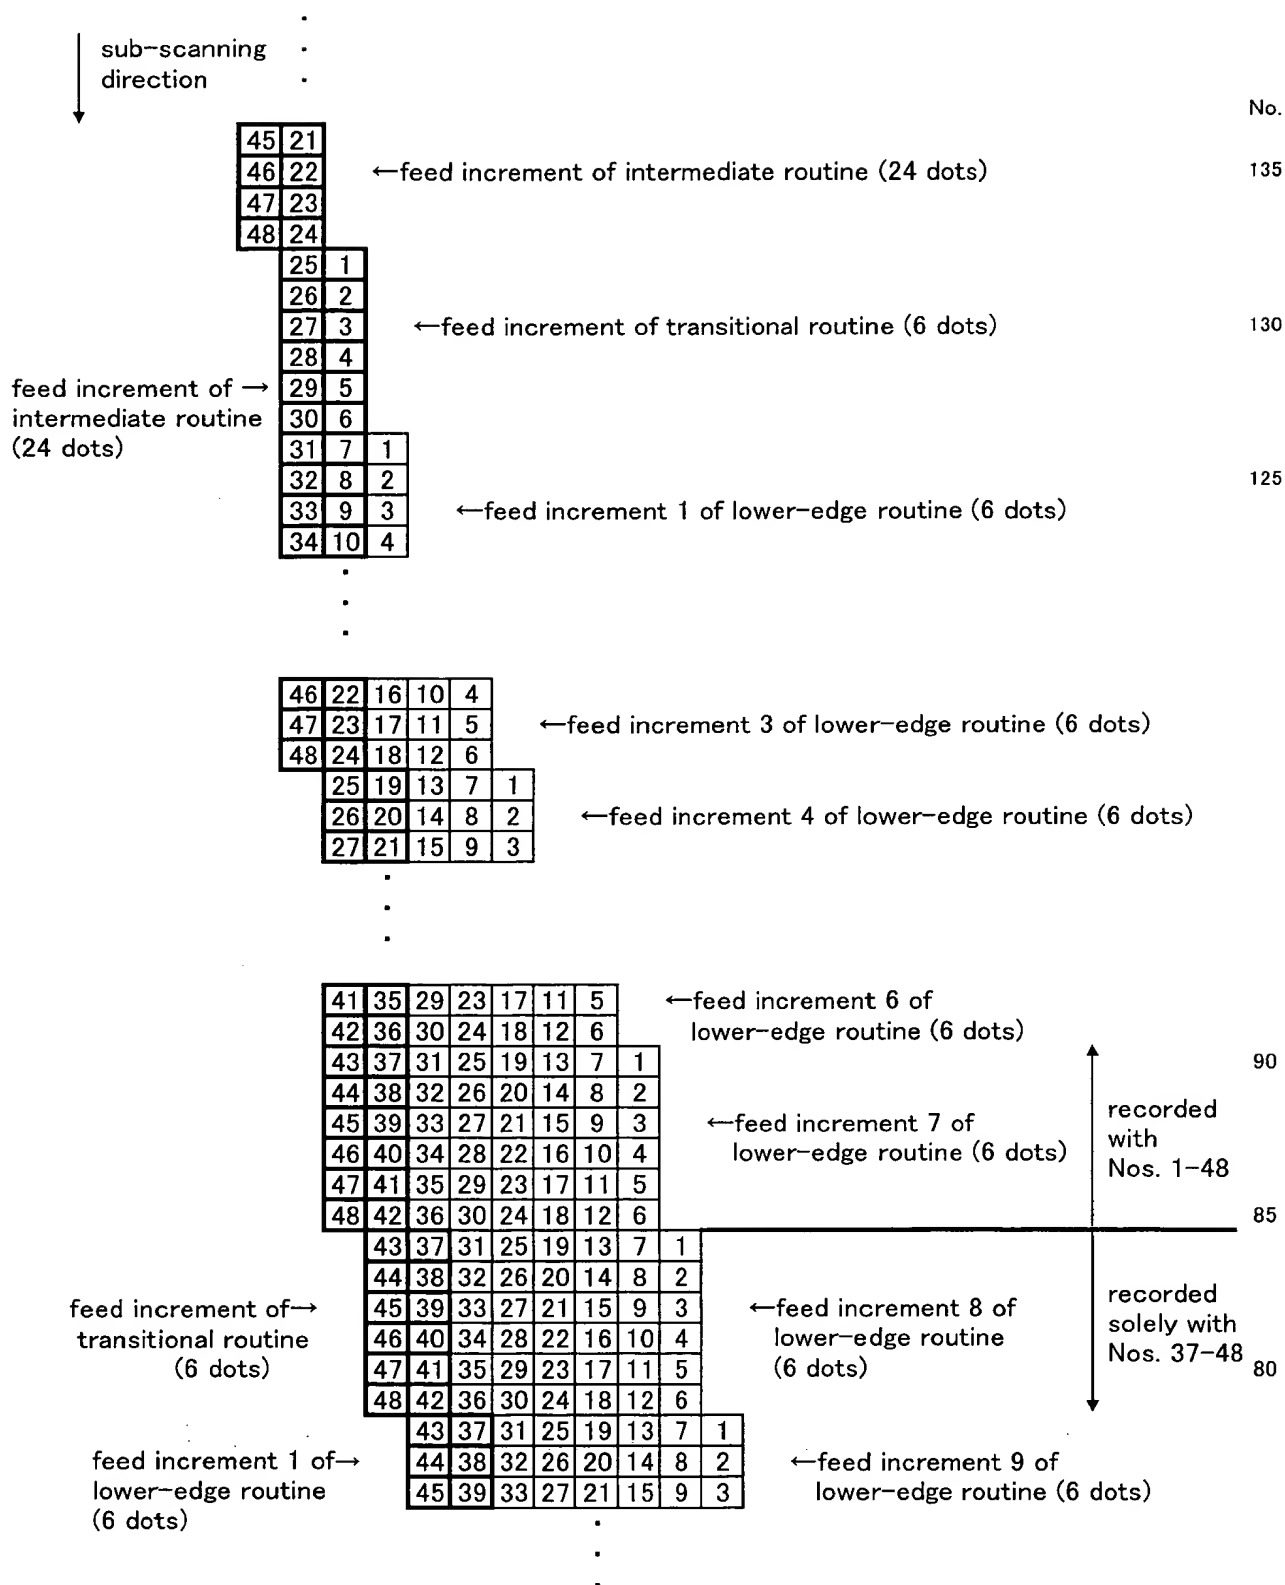 sub-scanning
direction
No.
45 21
46 22 ←feed increment of intermediate routine (24 dots) 135
47 23
48 24
25 1
26 2
27 3 ←feed increment of transitional routine (6 dots) 130
28 4
feed increment of → 29 5
intermediate routine 30 6
(24 dots) 31 7 1
32 8 2 125
33 9 3 ←feed increment 1 of lower-edge routine (6 dots)
34 10 4
46 22 16 10 4
47 23 17 11 5 ←feed increment 3 of lower-edge routine (6 dots)
48 24 18 12 6
25 19 13 7 1
26 20 14 8 2 ←feed increment 4 of lower-edge routine (6 dots)
27 21 15 9 3
41 35 29 23 17 11 5 ←feed increment 6 of
42 36 30 24 18 12 6 lower-edge routine (6 dots)
43 37 31 25 19 13 7 1 90
44 38 32 26 20 14 8 2 recorded
45 39 33 27 21 15 9 3 ←feed increment 7 of with
46 40 34 28 22 16 10 4 lower-edge routine (6 dots) Nos. 1-48
47 41 35 29 23 17 11 5
48 42 36 30 24 18 12 6 85
43 37 31 25 19 13 7 1
44 38 32 26 20 14 8 2 recorded
feed increment of→ 45 39 33 27 21 15 9 3 ←feed increment 8 of solely with
transitional routine 46 40 34 28 22 16 10 4 lower-edge routine Nos. 37-48
(6 dots) 47 41 35 29 23 17 11 5 (6 dots) 80
48 42 36 30 24 18 12 6
43 37 31 25 19 13 7 1
feed increment 1 of→ 44 38 32 26 20 14 8 2 ←feed increment 9 of
lower-edge routine 45 39 33 27 21 15 9 3 lower-edge routine (6 dots)
(6 dots)